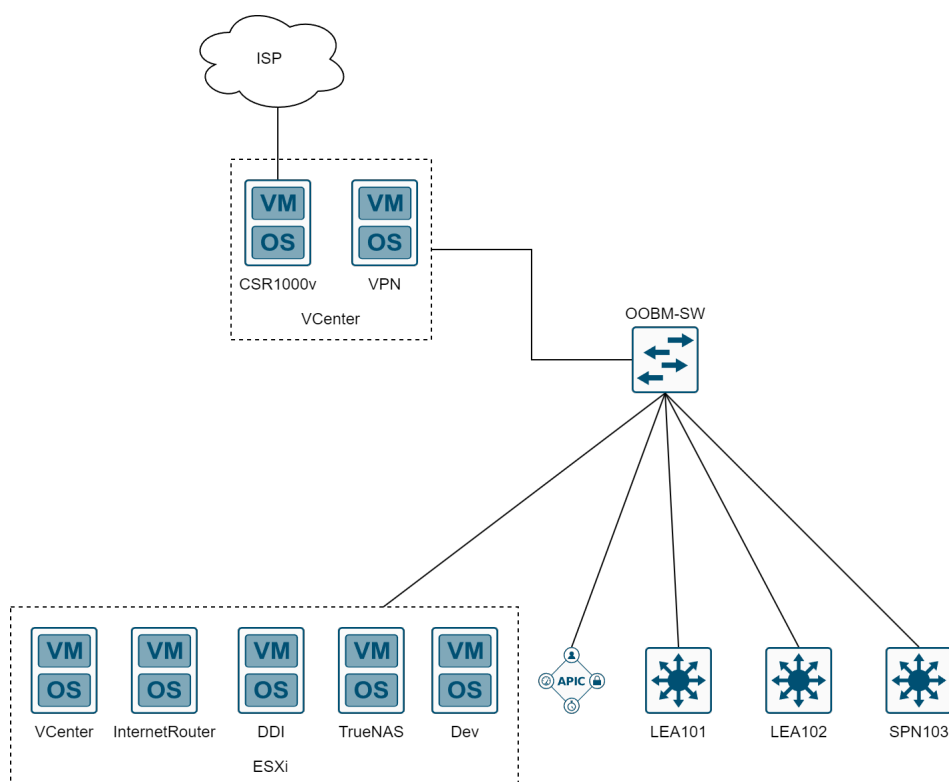 ISP
VM
VM
OS
OS
CSR1000v
VPN
VCenter
OOBM-SW
VM
VM
VM
VM
VM
OS
OS
OS
OS
OS
APIC
VCenter
InternetRouter
DDI
TrueNAS
Dev
LEA101
LEA102
SPN103
ESXi